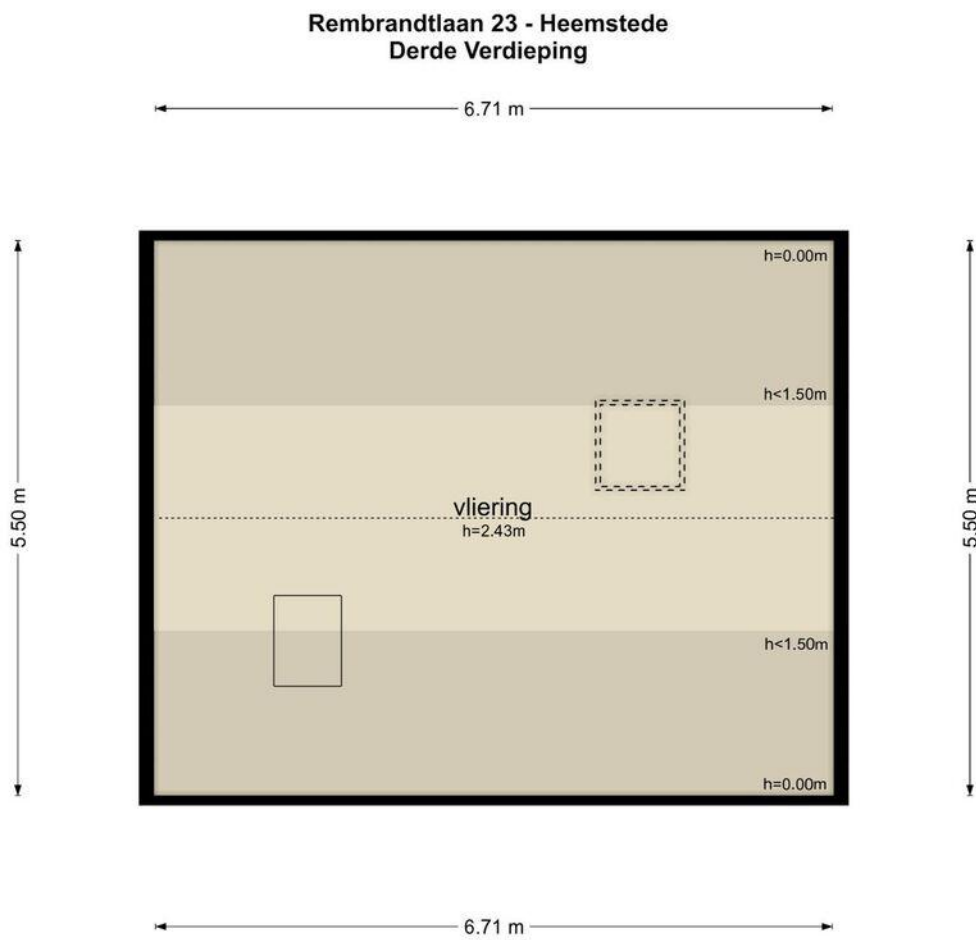 Rembrandtlaan 23 - Heemstede
Derde Verdieping
6.71 m
h=0.00m
h<1.50m
5.50 m
5.50 m
vliering
h=2.43m
h<1.50m
h=0.00m
6.71 m